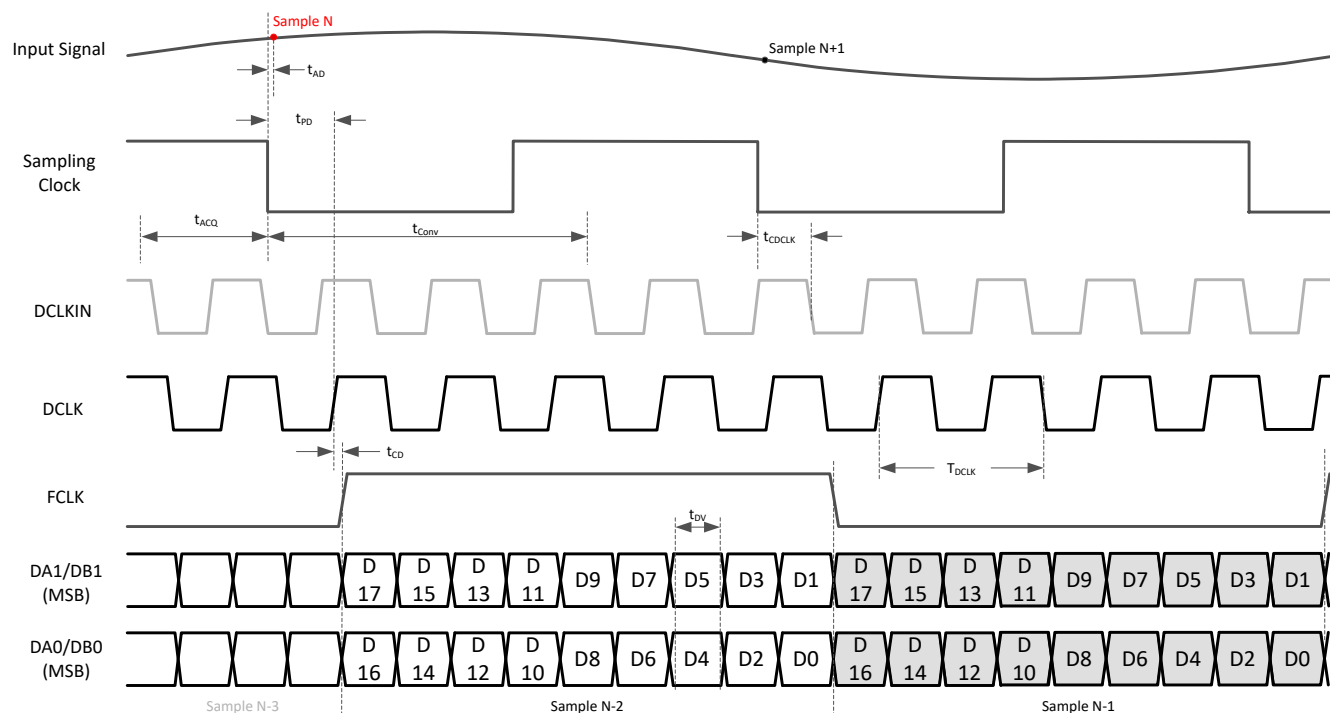 Sample N
Input Signal
Sample N+1
tAD
tPD
Sampling
Clock
tACQ
tConv
tCDCLK
DCLKIN
DCLK
tCD
TDCLK
FCLK
tDV
DA1/DB1
(MSB)
D
17
D
15
D
13
D
11
D9
D7
D5
D3
D1
D
17
D
15
D
13
D
11
D9
D7
D5
D3
D1
DA0/DB0
(MSB)
D
16
D
14
D
12
D
10
D8
D6
D4
D2
D0
D
16
D
14
D
12
D
10
D8
D6
D4
D2
D0
Sample N-3
Sample N-2
Sample N-1